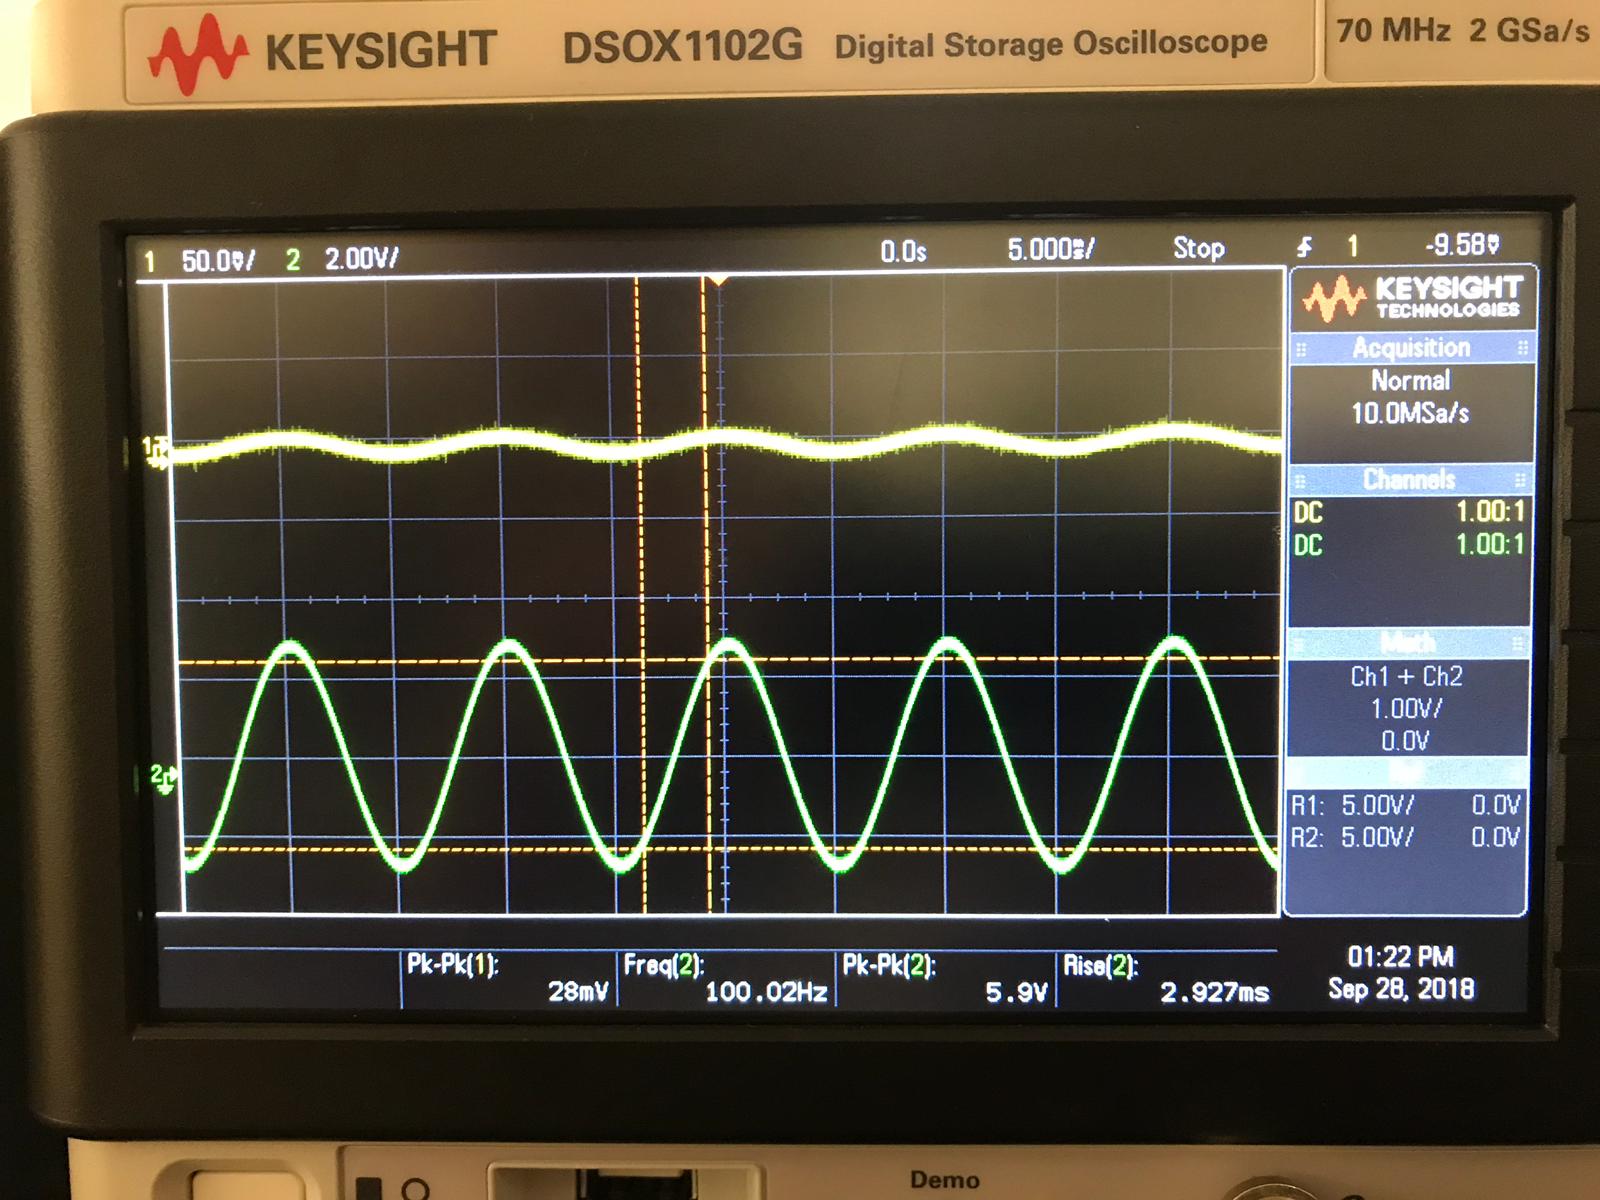 KEYSIGHT DSOX1102G Digital Storage Oscilloscope 70 MHz 2 GSa/s
1 50.0mV/ 2 2.00V/ 0.0s 5.000ms/ Stop 1 -9.58mV
KEYSIGHT
TECHNOLOGIES
Acquisition
Normal
10.0MSa/s
Channels
DC 1.00:1
DC 1.00:1
Math
Ch1 + Ch2
1.00V/
0.0V
R1: 5.00V/ 0.0V
R2: 5.00V/ 0.0V
1
2
Pk-Pk(1): Freq(2): Pk-Pk(2): Rise(2):
28mV 100.02Hz 5.9V 2.927ms
01:22 PM
Sep 28, 2018
Demo